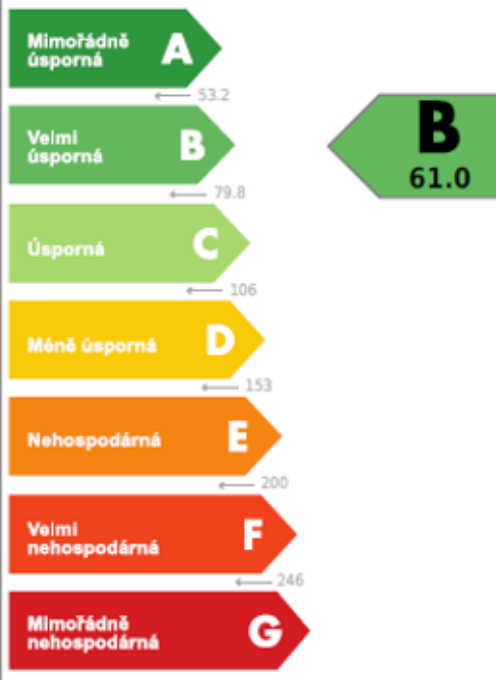 Mimořádně
úsporná
A
53.2
Velmi
úsporná
B
79.8
B
61.0
Úsporná
C
106
Méně úsporná
D
153
Nehospodárná
E
200
Velmi
nehospodárná
F
246
Mimořádně
nehospodárná
G